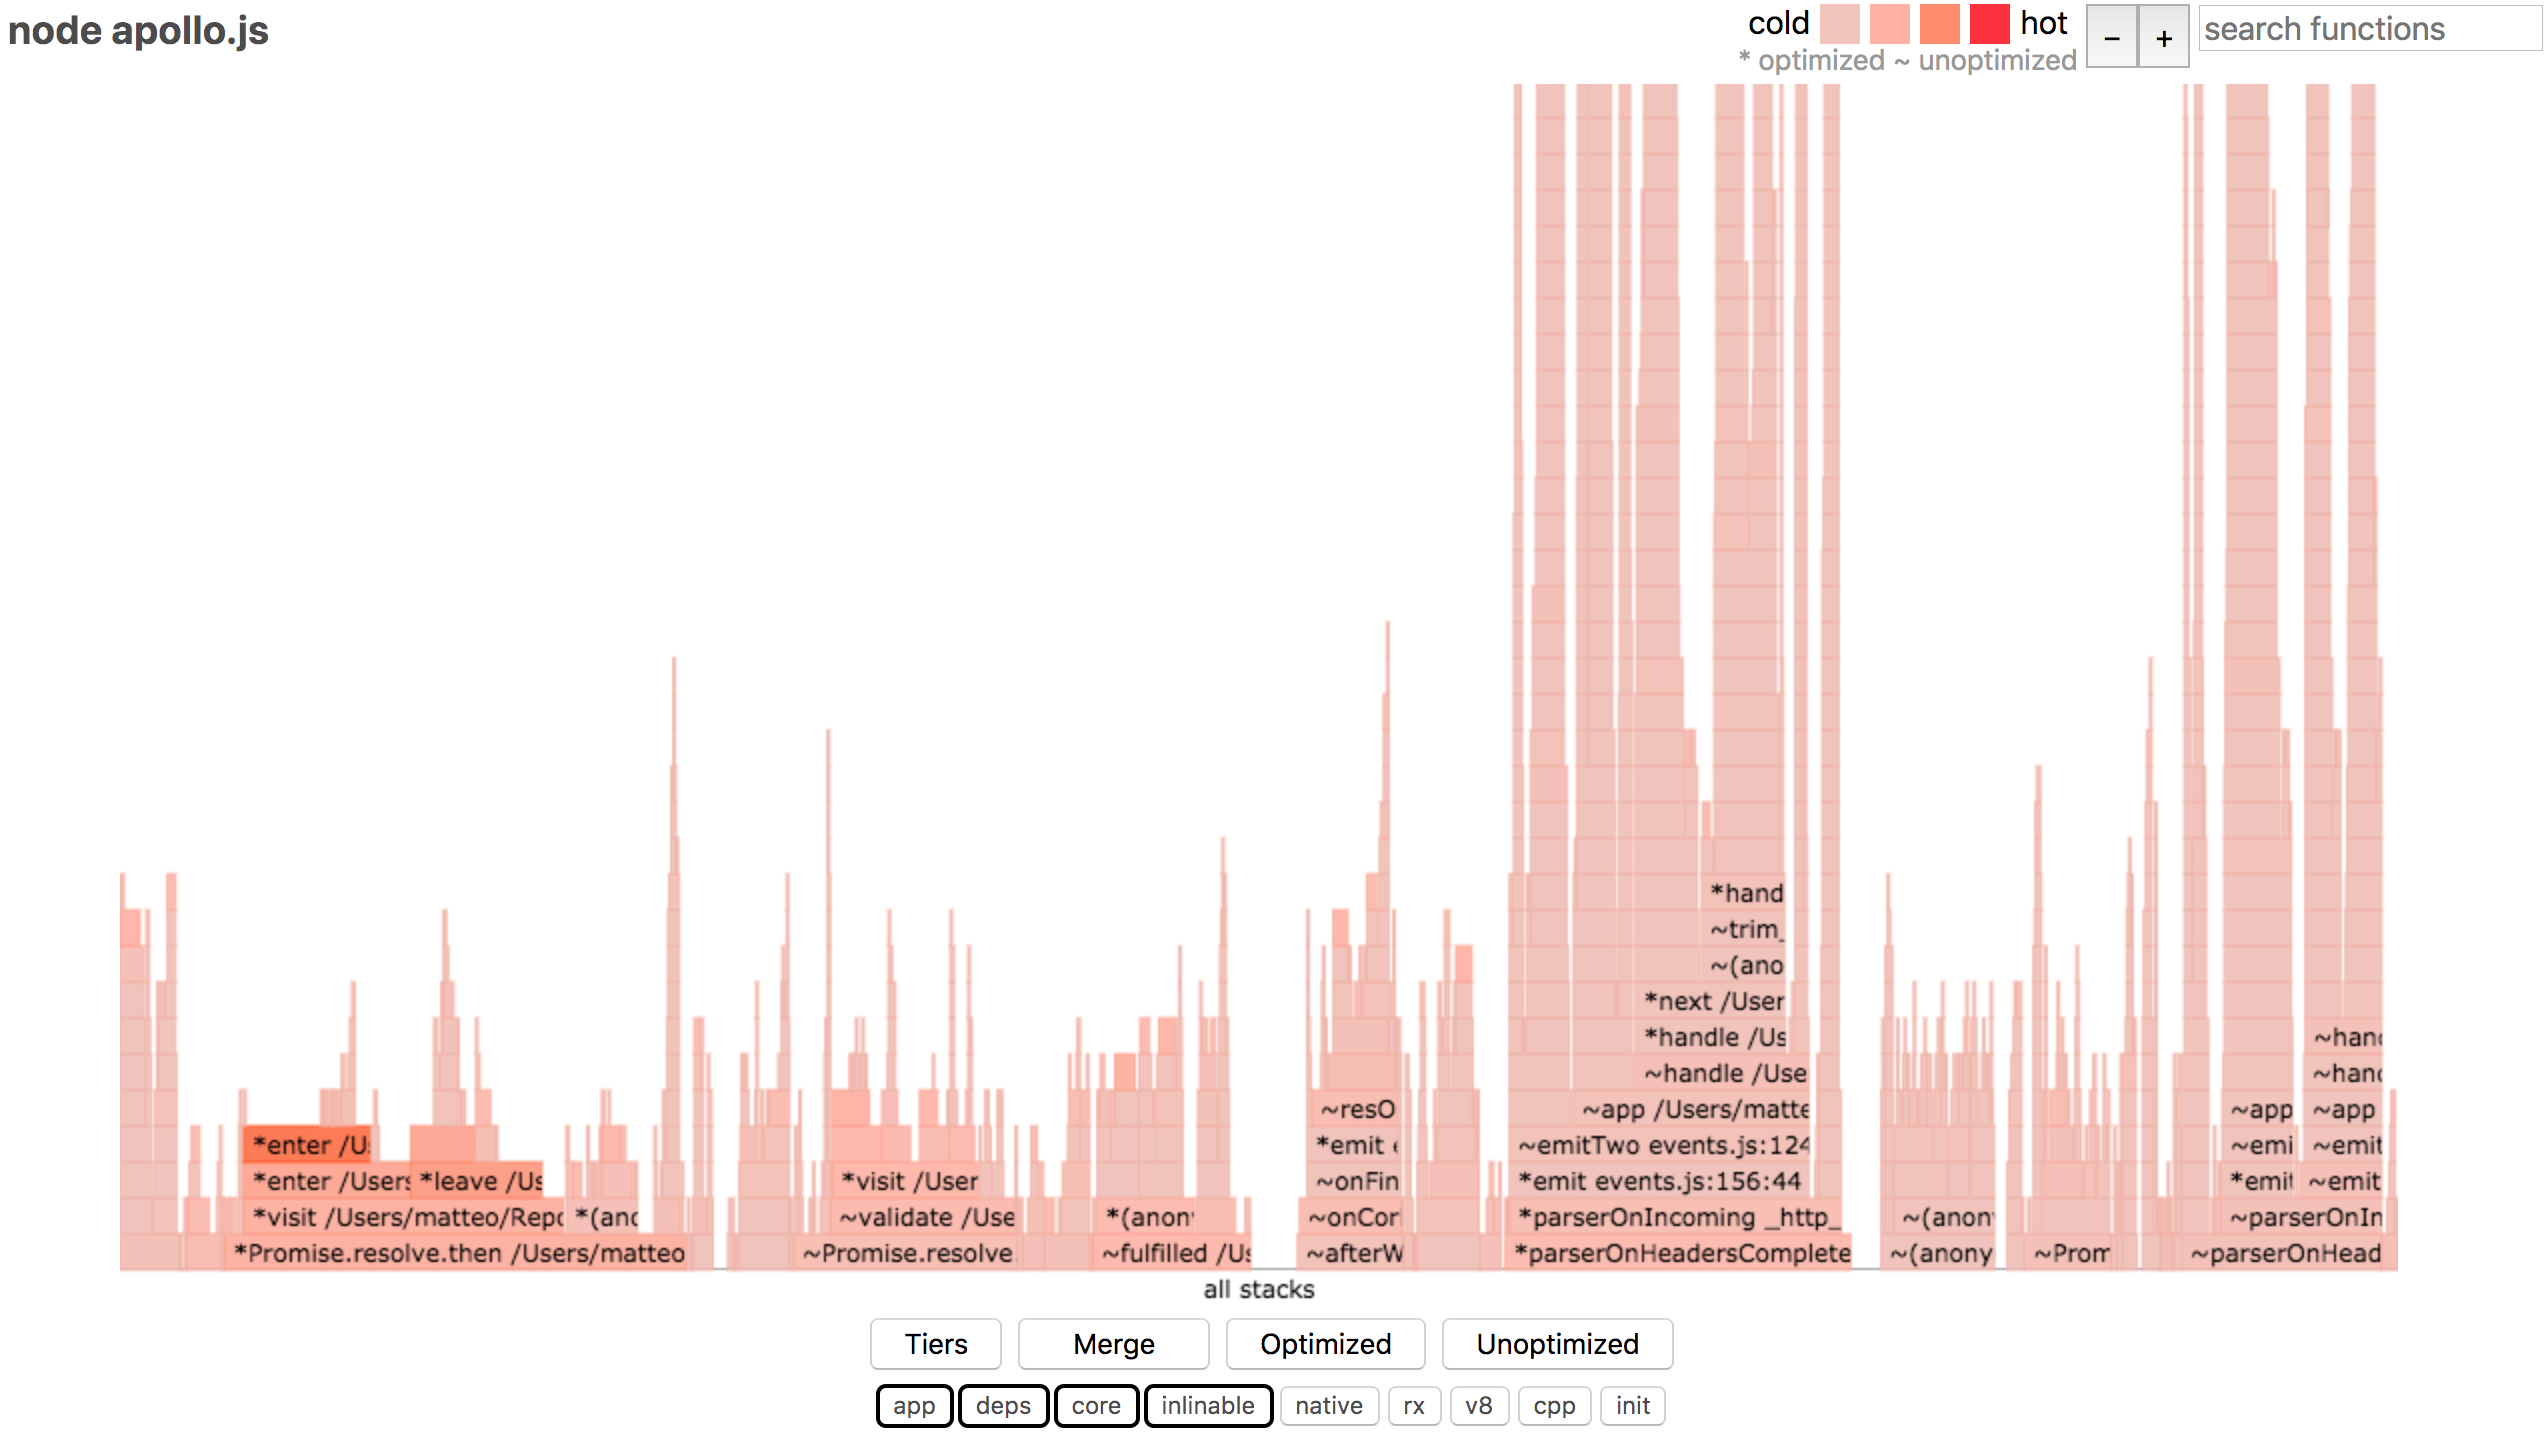 node apollo.js
cold hot
* optimized ~ unoptimized
−
+
search functions
*hand
~trim_
~(ano
*next /User
*handle /Us
~han
~handle /Use
~han
~resO
~app /Users/matte
~app
~app
*enter /U
*emit
~emitTwo events.js:124
~emi
~emit
*enter /Users
*leave /Us
*visit /User
~onFin
*emit events.js:156:44
*emit
~emit
*visit /Users/matteo/Repo
*(ano
~validate /Use
*(anon
~onCor
*parserOnIncoming _http_
~(anon
~parserOnIn
*Promise.resolve.then /Users/matteo
~Promise.resolve.
~fulfilled /Us
~afterW
*parserOnHeadersComplete
~(anony
~Prom
~parserOnHead
all stacks
Tiers
Merge
Optimized
Unoptimized
app
deps
core
inlinable
native
rx
v8
cpp
init